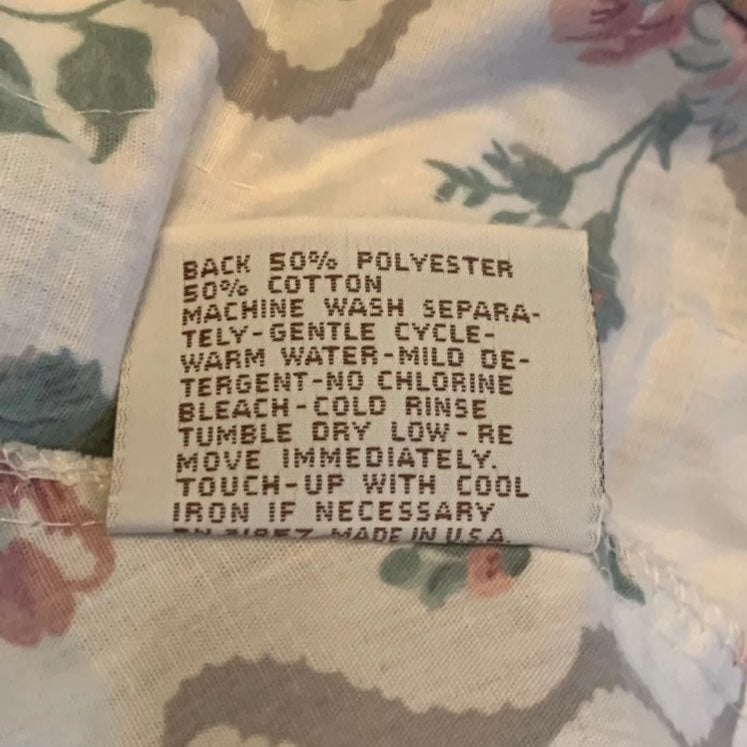 BACK 50% POLYESTER
50% COTTON
MACHINE WASH SEPARA-
TELY-GENTLE CYCLE-
WARM WATER-MILD DE-
TERGENT-NO CHLORINE
BLEACH-COLD RINSE
TUMBLE DRY LOW-RE
MOVE IMMEDIATELY.
TOUCH-UP WITH COOL
IRON IF NECESSARY
MADE IN U.S.A.